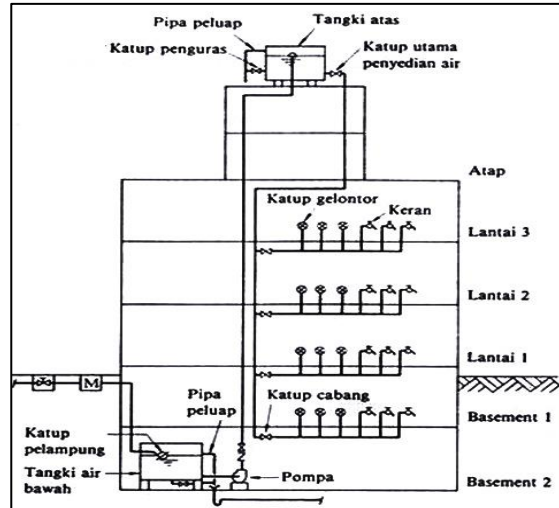 Pipa peluap
Tangki atas
Katup penguras
Katup utama
penyedian air
Atap
Katup gelontor
Keran
Lantai 3
Lantai 2
Lantai 1
M
Pipa
peluap
Katup cabang
Basement 1
Katup
pelampung
Tangki air
bawah
Pompa
Basement 2